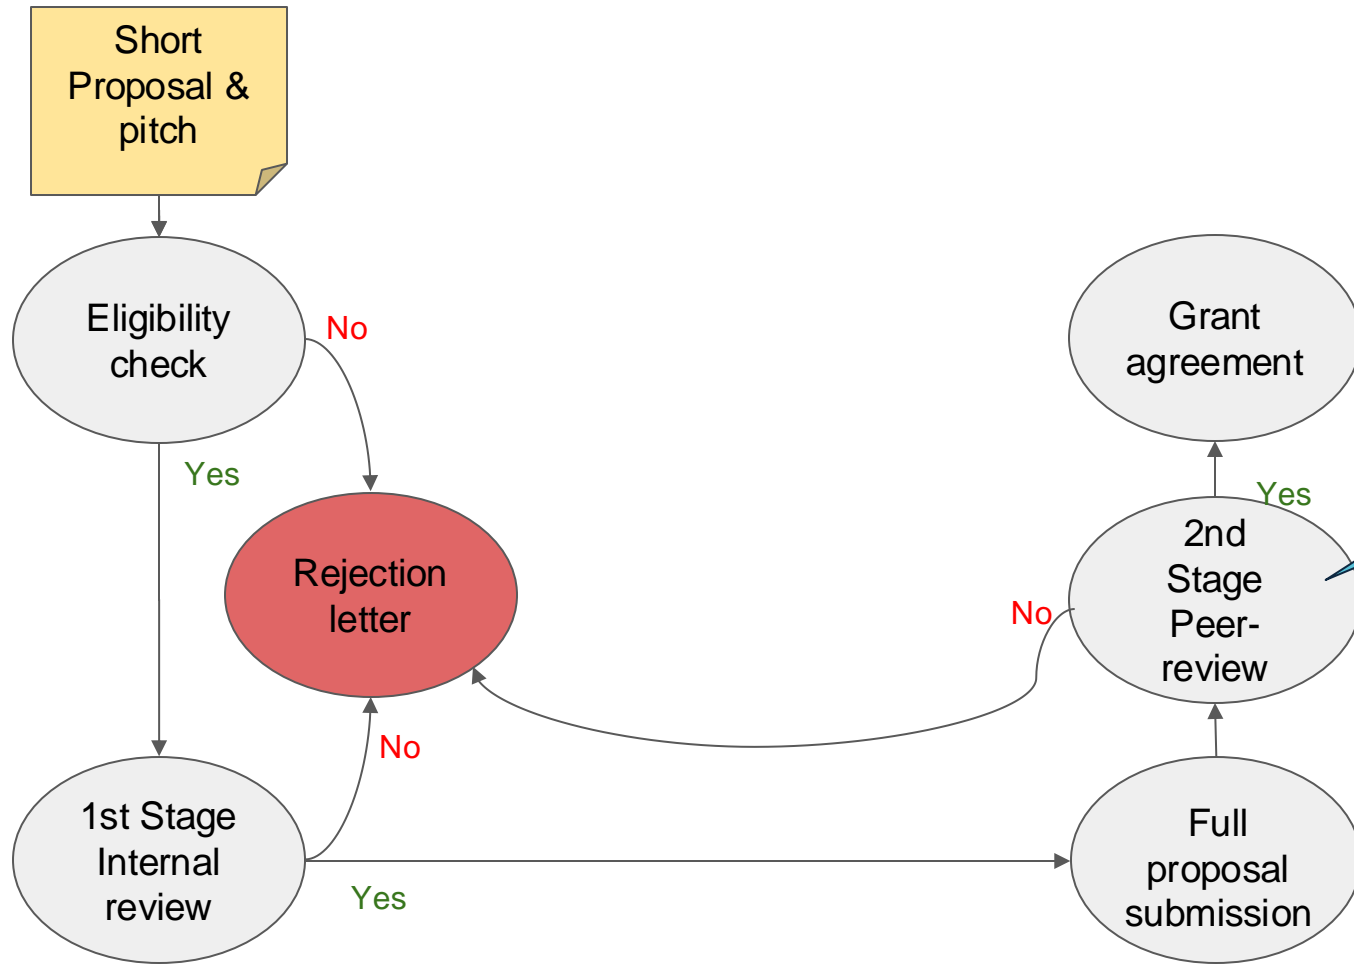 Short
Proposal &
pitch
Eligibility
check
No
Yes
Rejection
letter
No
1st Stage
Internal
review
Yes
Grant
agreement
Yes
2nd
Stage
Peer-
review
No
Full
proposal
submission